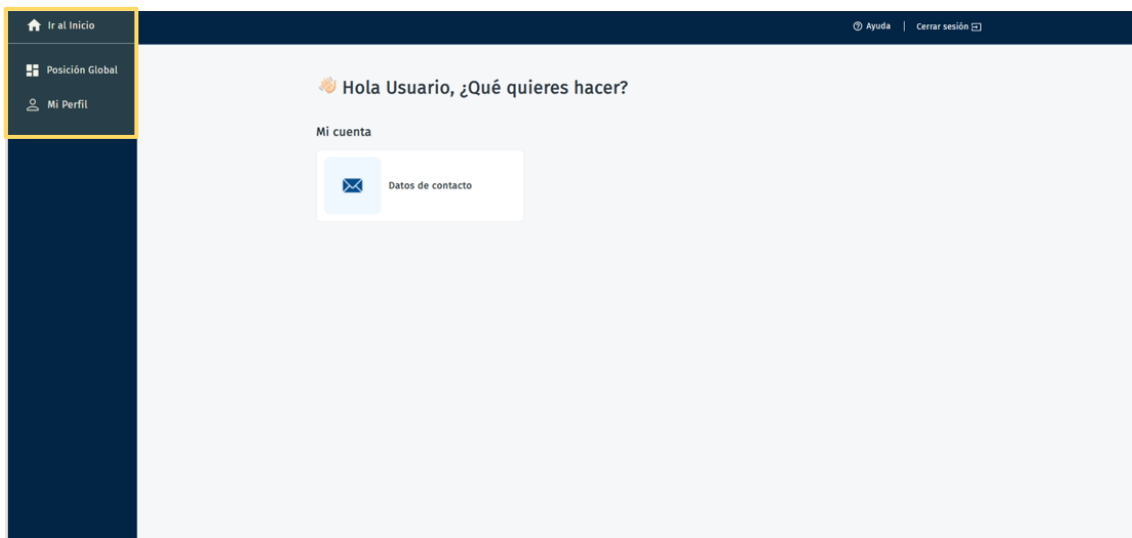 Ir al Inicio
Ayuda
Cerrar sesión
Posición Global
Mi Perfil
Hola Usuario, ¿Qué quieres hacer?
Mi cuenta
Datos de contacto